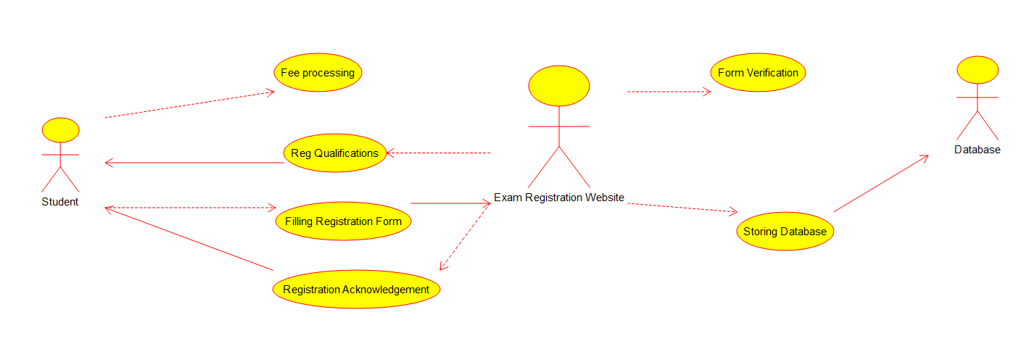 Fee processing
Form Verification
Reg Qualifications
Database
Student
Exam Registration Website
Filling Registration Form
Storing Database
Registration Acknowledgement